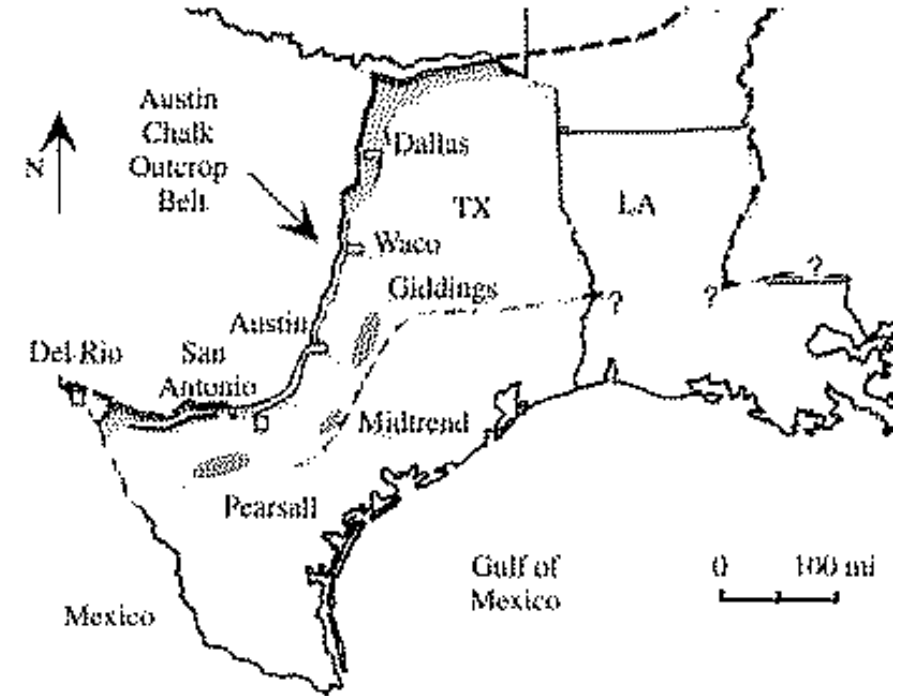 Austin
Chalk
Outcrop
Belt
N
Dallas
TX
LA
Waco
Giddings
?
?
?
Austin
Del Rio
San
Antonio
Midtrend
Pearsall
Gulf of
Mexico
0 100 mi
Mexico